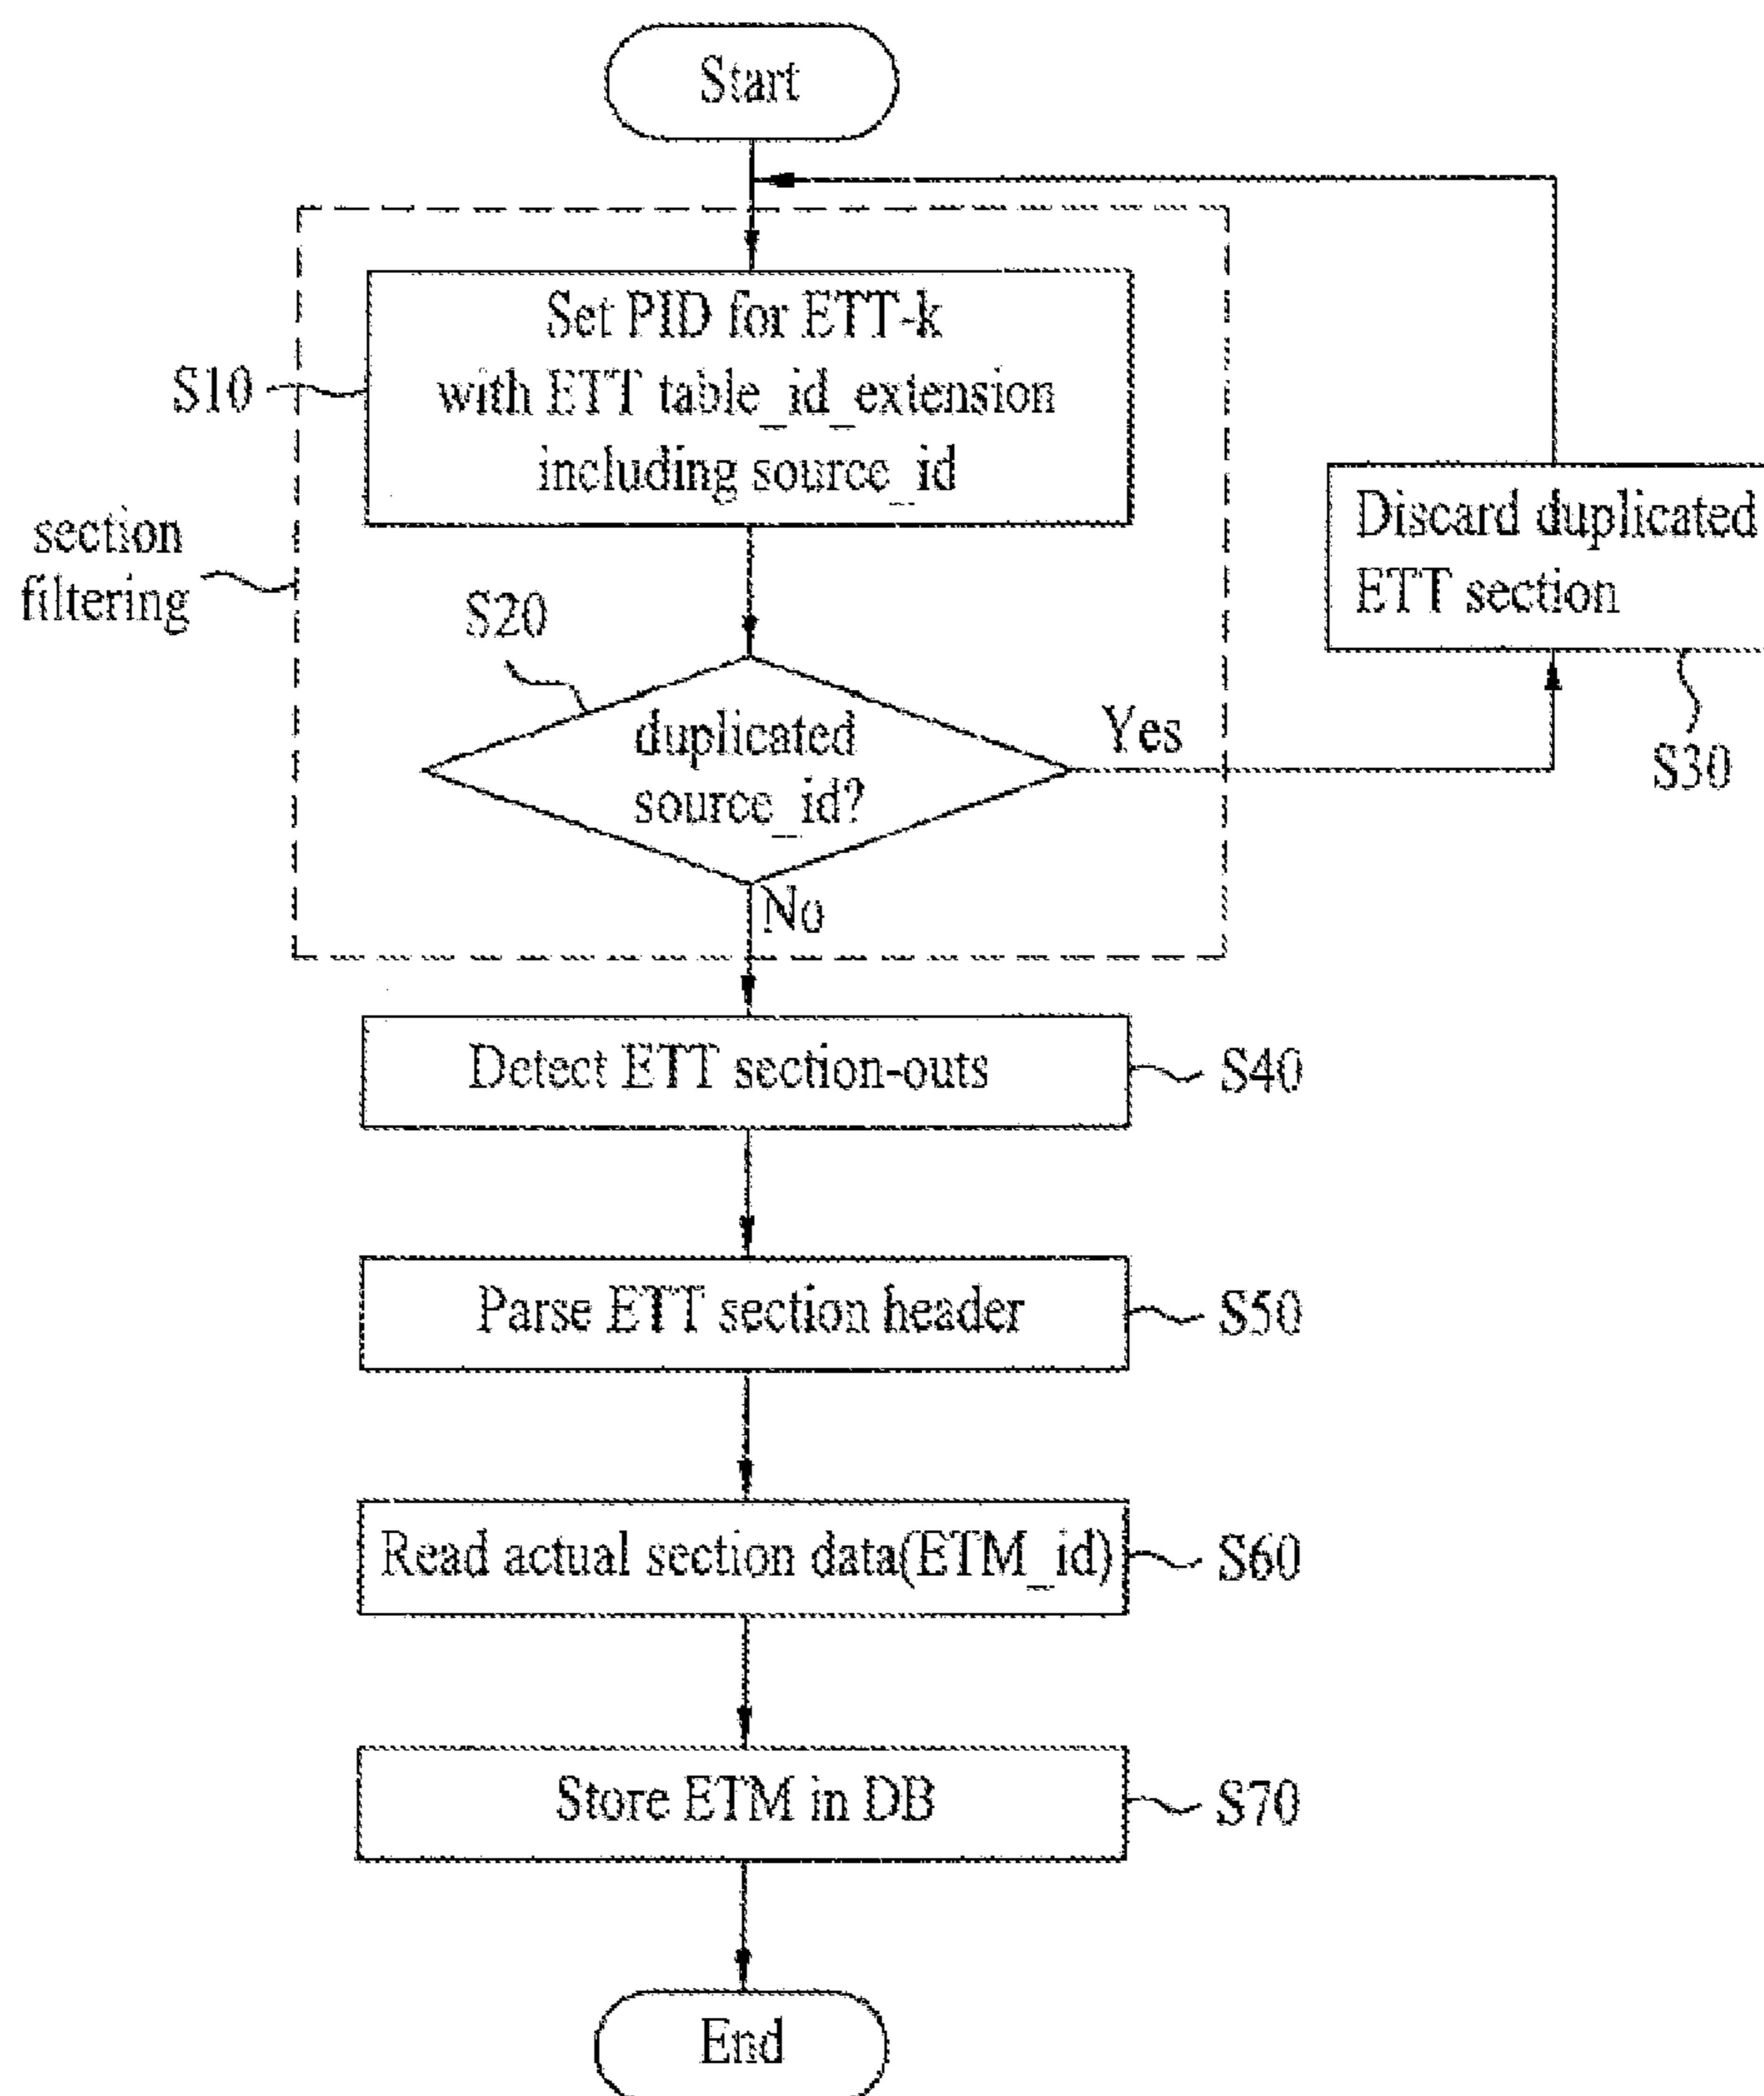 Start
Set PID for ETT-k
with ETT table_id_extension
including source_id
S10
section
filtering
Discard duplicated
ETT section
S30
S20
duplicated
source_id?
Yes
No
Detect ETT section-outs
S40
Parse ETT section header
S50
Read actual section data(ETM_id)
S60
Store ETM in DB
S70
End